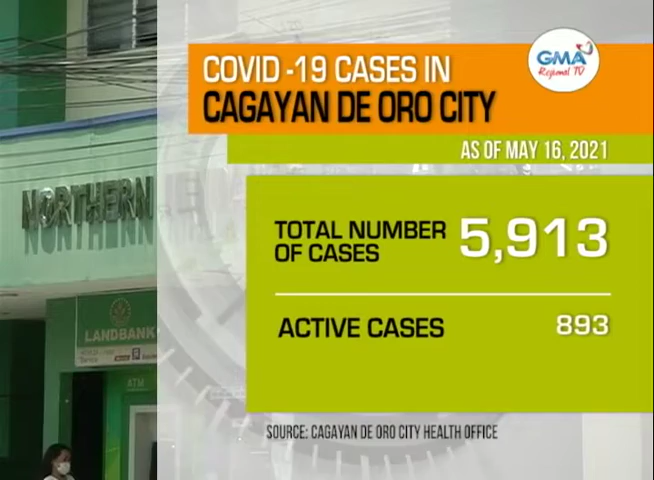 COVID -19 CASES IN
CAGAYAN DE ORO CITY
GMA
Regional TV
AS OF MAY 16, 2021
TOTAL NUMBER
OF CASES
5,913
ACTIVE CASES
893
SOURCE: CAGAYAN DE ORO CITY HEALTH OFFICE
NORTHERN
LANDBANK
ATM